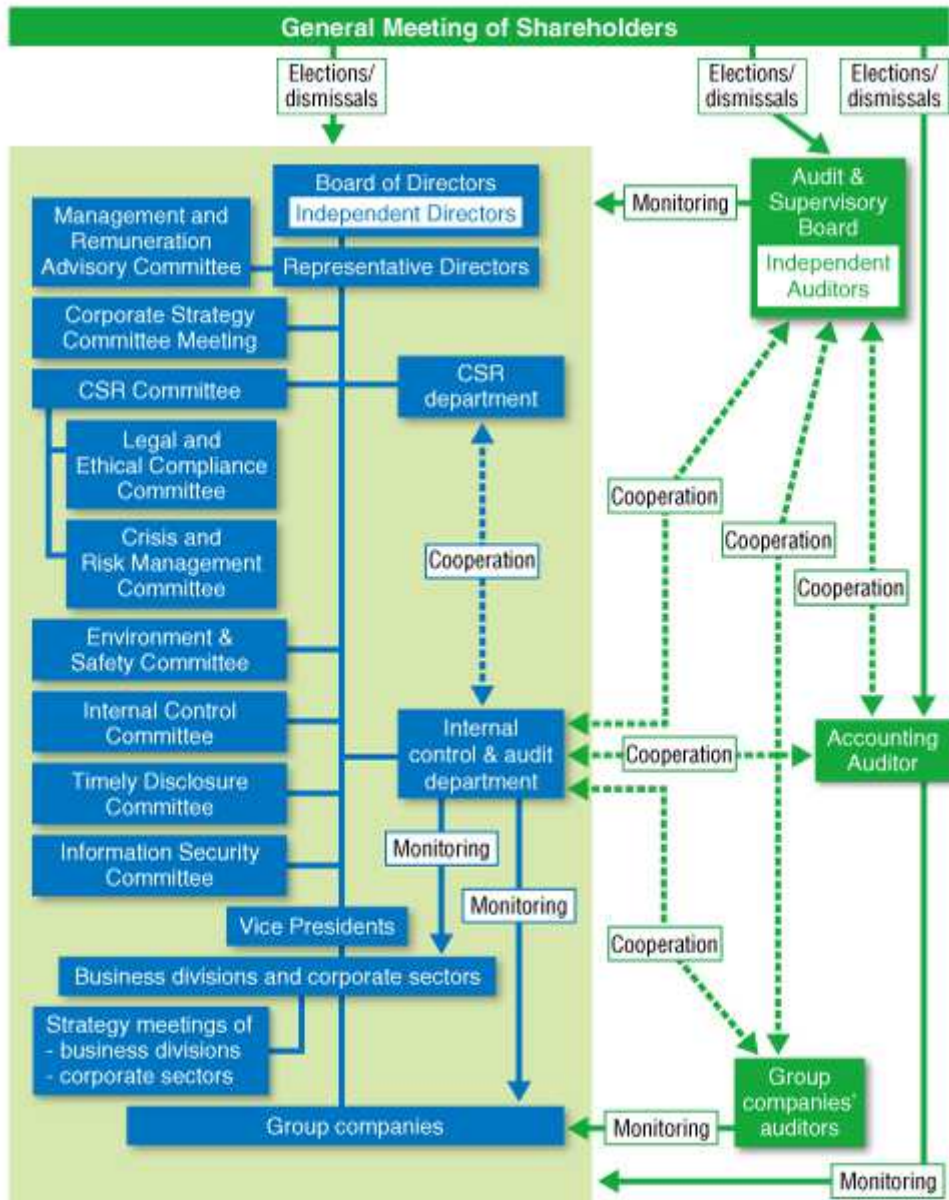 General Meeting of Shareholders
Elections/
dismissals
Elections/
dismissals
Elections/
dismissals
Board of Directors
Independent Directors
Monitoring
Audit &
Supervisory
Board
Independent
Auditors
Management and
Remuneration
Advisory Committee
Representative Directors
Corporate Strategy
Committee Meeting
CSR Committee
CSR
department
Legal and
Ethical Compliance
Committee
Cooperation
Crisis and
Risk Management
Committee
Cooperation
Cooperation
Cooperation
Environment &
Safety Committee
Internal Control
Committee
Internal
control & audit
department
Cooperation
Accounting
Auditor
Timely Disclosure
Committee
Information Security
Committee
Monitoring
Monitoring
Vice Presidents
Cooperation
Business divisions and corporate sectors
Strategy meetings of
- business divisions
- corporate sectors
Group
companies'
auditors
Group companies
Monitoring
Monitoring